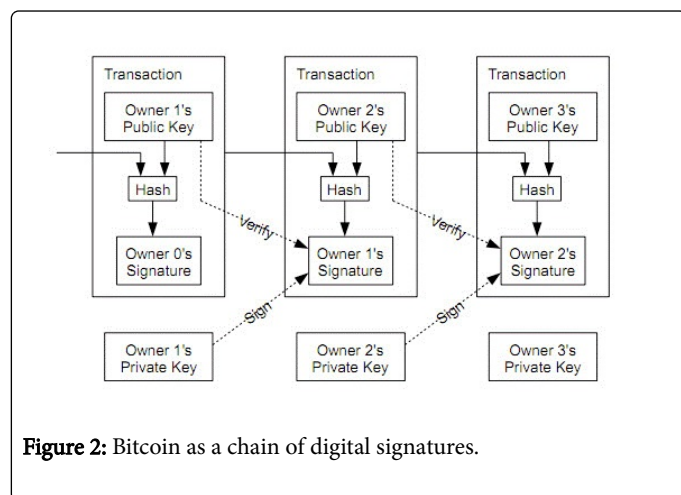 Transaction
Owner 1's
Public Key
Hash
Owner 0's
Signature
Transaction
Owner 2's
Public Key
Hash
Verify
Owner 1's
Signature
Transaction
Owner 3's
Public Key
Hash
Verify
Owner 2's
Signature
Owner 1's
Private Key
Sign
Owner 2's
Private Key
Sign
Owner 3's
Private Key
Figure 2: Bitcoin as a chain of digital signatures.